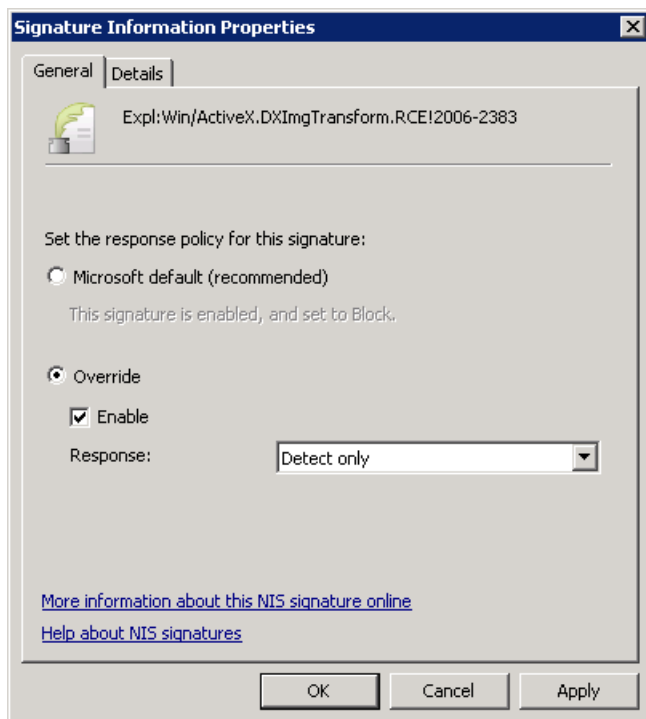 Signature Information Properties
General
Details
Expl:Win/ActiveX.DXImgTransform.RCE!2006-2383
Set the response policy for this signature:
Microsoft default (recommended)
This signature is enabled, and set to Block.
Override
Enable
Response:
Detect only
More information about this NIS signature online
Help about NIS signatures
OK
Cancel
Apply